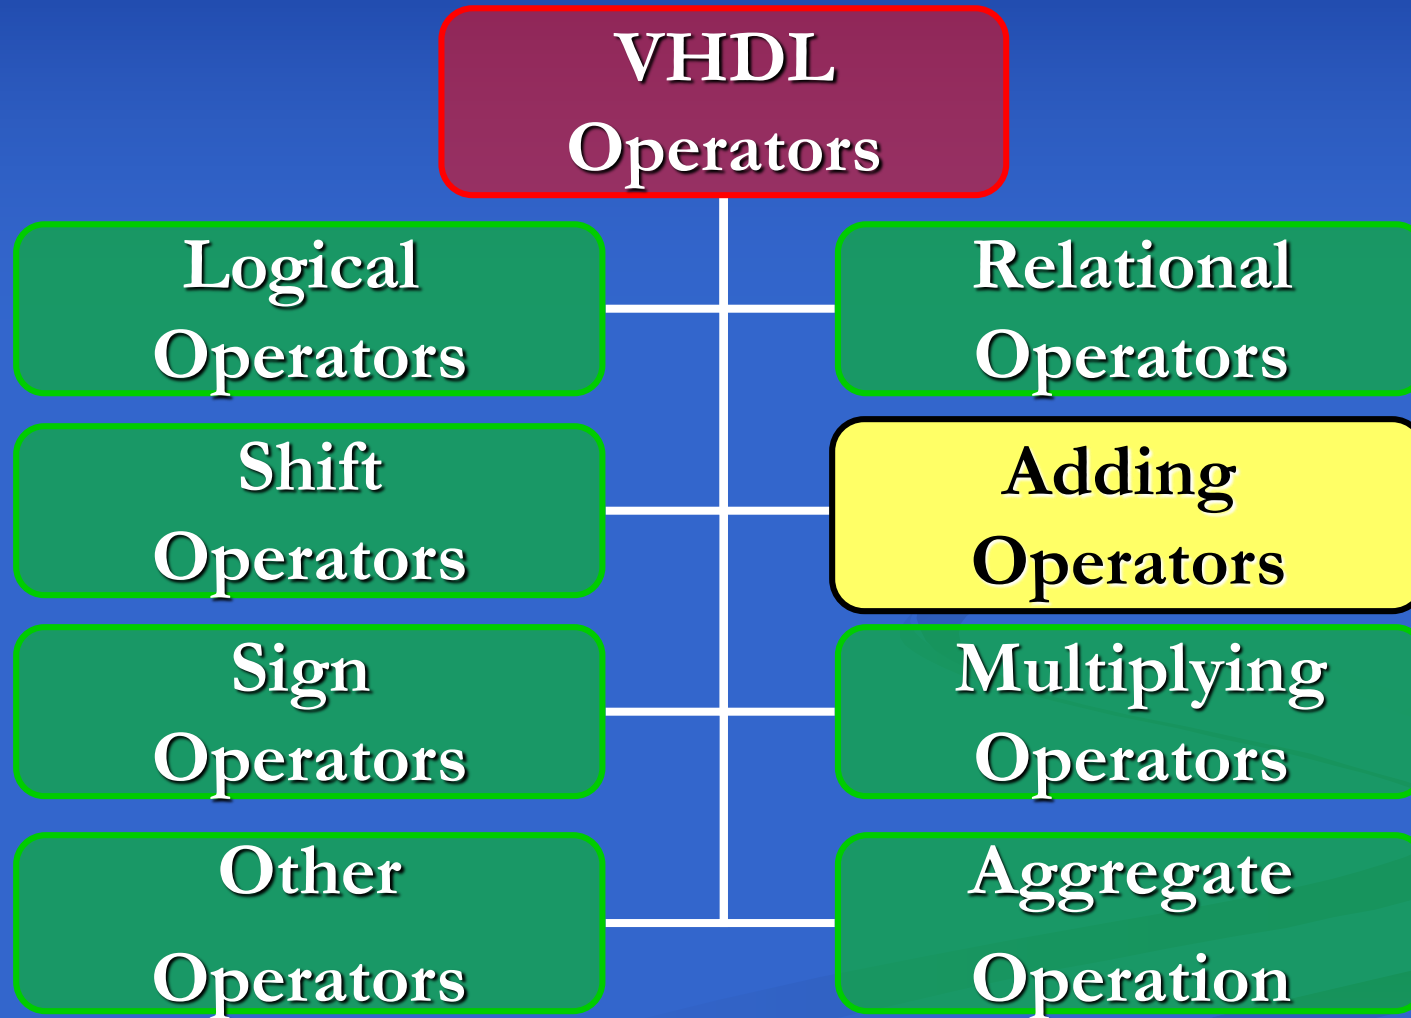 VHDL
Operators
Logical
Operators
Relational
Operators
Shift
Operators
Adding
Operators
Sign
Operators
Multiplying
Operators
Other
Operators
Aggregate
Operation